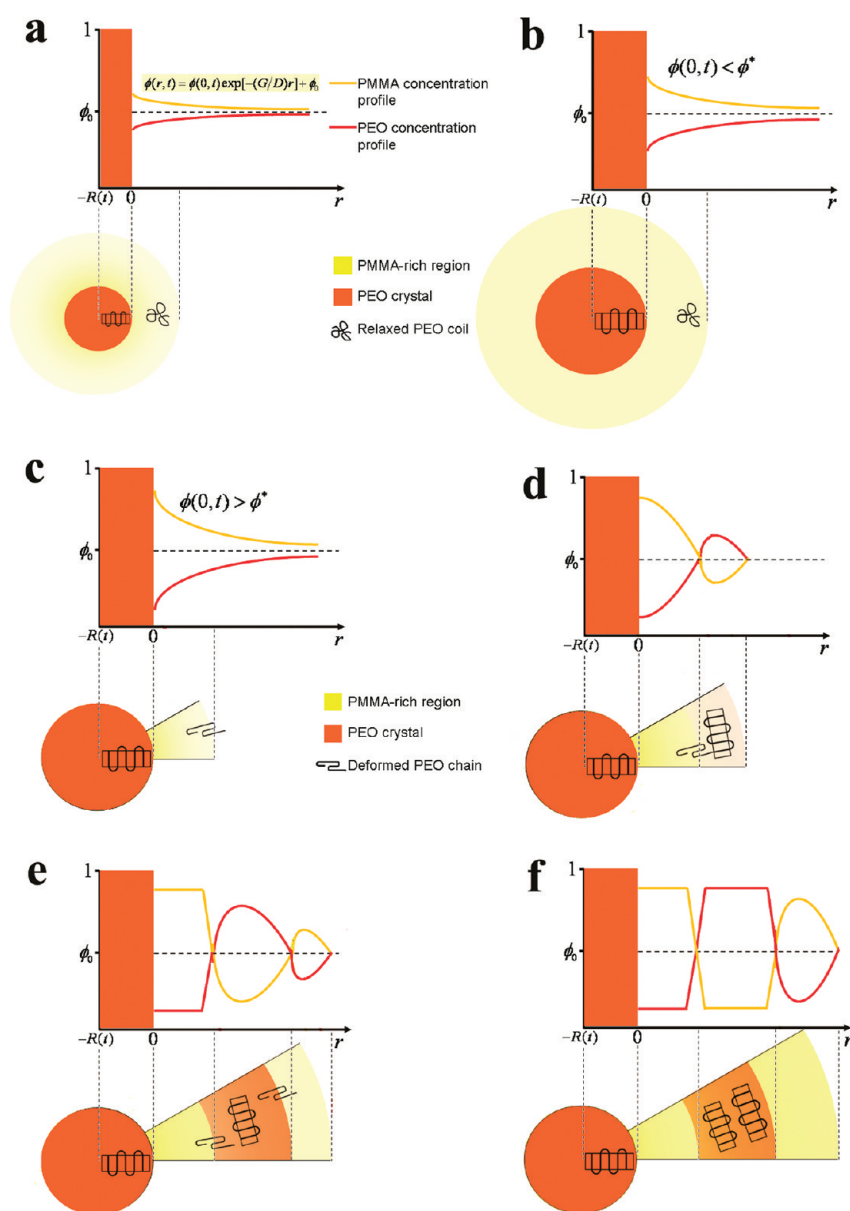 a
1
ϕ(r,t) = ϕ(0,t)exp[−(G/D)r]+ϕ₀
ϕ₀
−R(t) 0 r
PMMA concentration
profile
PEO concentration
profile
b
1
ϕ(0,t) < ϕ*
ϕ₀
−R(t) 0 r
PMMA-rich region
PEO crystal
Relaxed PEO coil
c
1
ϕ(0,t) > ϕ*
ϕ₀
−R(t) 0 r
d
1
ϕ₀
−R(t) 0 r
PMMA-rich region
PEO crystal
Deformed PEO chain
e
1
ϕ₀
−R(t) 0 r
f
1
ϕ₀
−R(t) 0 r